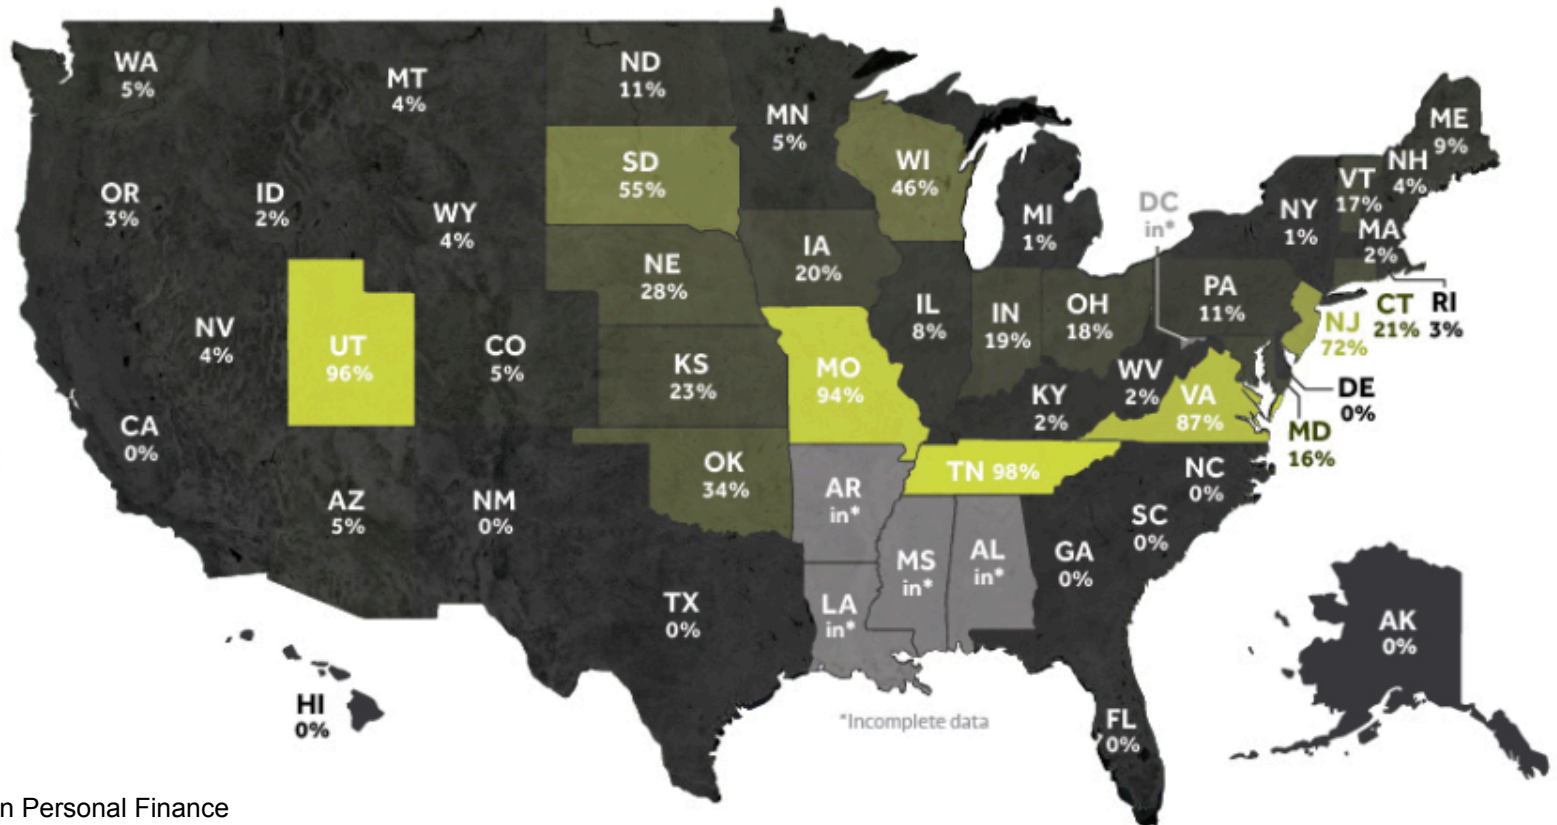 WA
5%
MT
4%
ND
11%
MN
5%
ME
9%
SD
55%
WI
46%
VT
17%
NH
4%
OR
3%
ID
2%
WY
4%
DC
in*
MI
1%
NY
1%
MA
2%
IA
20%
NE
28%
PA
11%
NV
4%
UT
96%
CO
5%
IL
8%
IN
19%
OH
18%
NJ
72%
CT
21%
RI
3%
KS
23%
MO
94%
KY
2%
WV
2%
VA
87%
DE
0%
CA
0%
MD
16%
OK
34%
TN 98%
NC
0%
AZ
5%
NM
0%
AR
in*
SC
0%
MS
in*
AL
in*
GA
0%
TX
0%
LA
in*
AK
0%
HI
0%
*Incomplete data
FL
0%
n Personal Finance